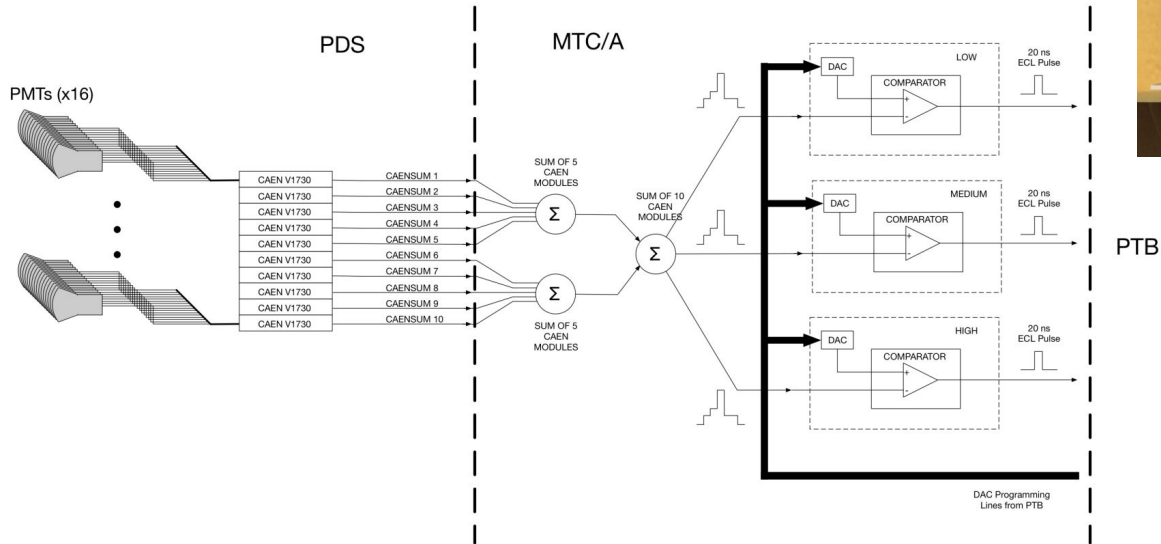 PDS
MTC/A
PMTs (x16)
CAEN V1730
CAEN V1730
CAEN V1730
CAEN V1730
CAEN V1730
CAEN V1730
CAEN V1730
CAEN V1730
CAEN V1730
CAEN V1730
CAENSUM 1
CAENSUM 2
CAENSUM 3
CAENSUM 4
CAENSUM 5
CAENSUM 6
CAENSUM 7
CAENSUM 8
CAENSUM 9
CAENSUM 10
SUM OF 5
CAEN
MODULES
Σ
Σ
SUM OF 5
CAEN
MODULES
SUM OF 10
CAEN
MODULES
Σ
LOW
DAC
COMPARATOR
+
-
20 ns
ECL Pulse
MEDIUM
DAC
COMPARATOR
+
-
20 ns
ECL Pulse
HIGH
DAC
COMPARATOR
+
-
20 ns
ECL Pulse
PTB
DAC Programming
Lines from PTB